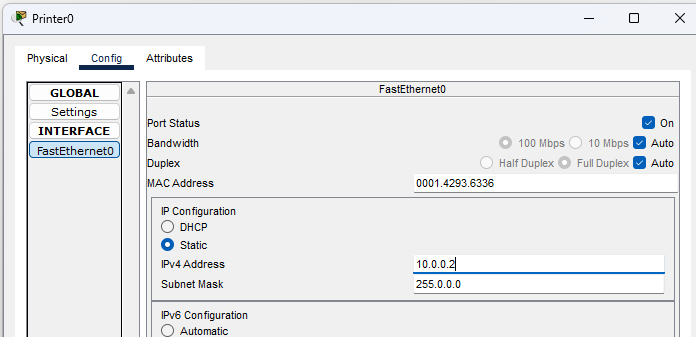 Printer0
Physical Config Attributes
GLOBAL
Settings
INTERFACE
FastEthernet0
FastEthernet0
Port Status On
Bandwidth 100 Mbps 10 Mbps Auto
Duplex Half Duplex Full Duplex Auto
MAC Address 0001.4293.6336
IP Configuration
DHCP
Static
IPv4 Address 10.0.0.2
Subnet Mask 255.0.0.0
IPv6 Configuration
Automatic